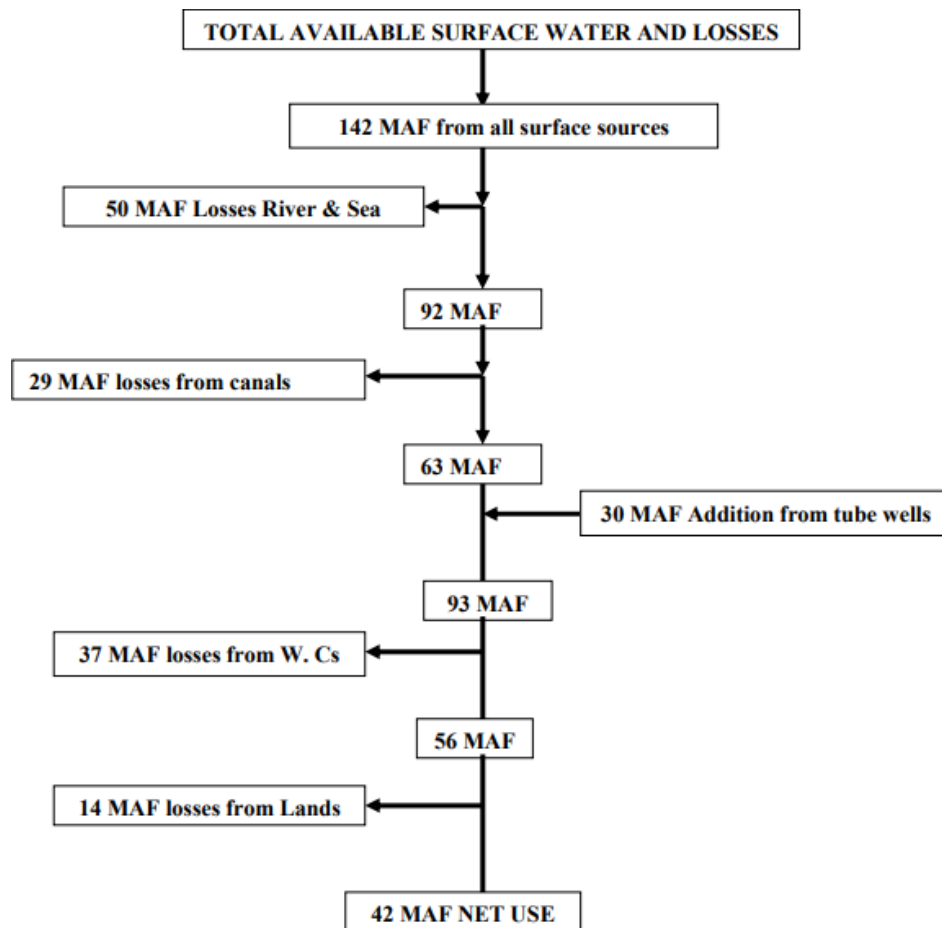 TOTAL AVAILABLE SURFACE WATER AND LOSSES
142 MAF from all surface sources
50 MAF Losses River & Sea
92 MAF
29 MAF losses from canals
63 MAF
30 MAF Addition from tube wells
93 MAF
37 MAF losses from W. Cs
56 MAF
14 MAF losses from Lands
42 MAF NET USE